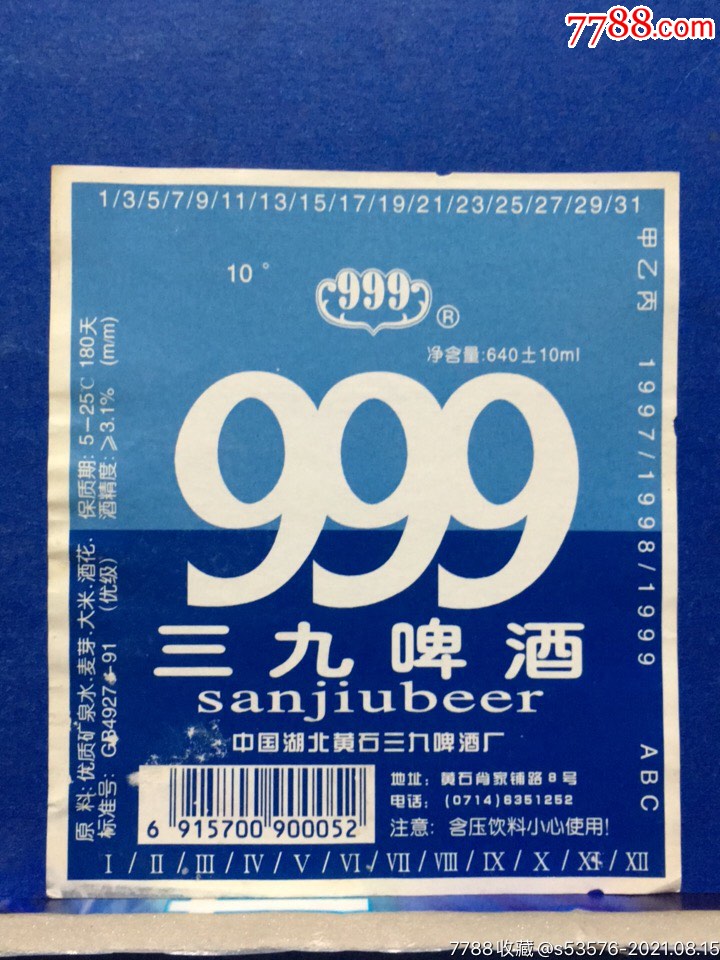 7788.com
1/3/5/7/9/11/13/15/17/19/21/23/25/27/29/31
甲乙丙 1997/1998/1999 ABC
10°
999
®
净含量:640±10ml
999
三九啤酒
sanjiubeer
中国湖北黄石三九啤酒厂
地址: 黄石肖家铺路8号
电话: (0714)6351252
注意: 含压饮料小心使用!
6 915700 900052
原料:优质矿泉水.麦芽.大米.酒花. 保质期: 5-25℃ 180天
标准号: GB4927-91 (优级) 酒精度: ≥3.1% (m/m)
I / II / III / IV / V / VI / VII / VIII / IX / X / XI / XII
7788收藏@s53576-2021.08.15